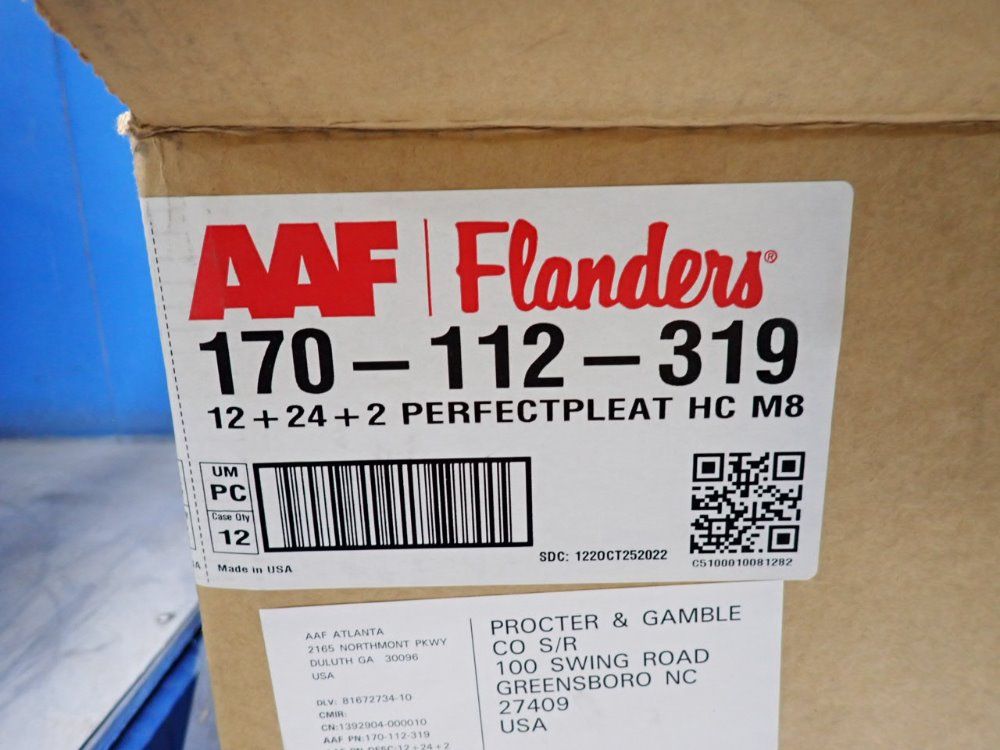 AAF | Flanders®
170 - 112 - 319
12 + 24 + 2 PERFECTPLEAT HC M8
UM
PC
Case Qty
12
Made in USA
SDC: 122OCT252022
C5100010081282
AAF ATLANTA
2165 NORTHMONT PKWY
DULUTH GA 30096
USA
DLV: 81672734-10
CMIR:
CN:1392904-000010
AAF PN:170-112-319
PROCTER & GAMBLE
CO S/R
100 SWING ROAD
GREENSBORO NC
27409
USA